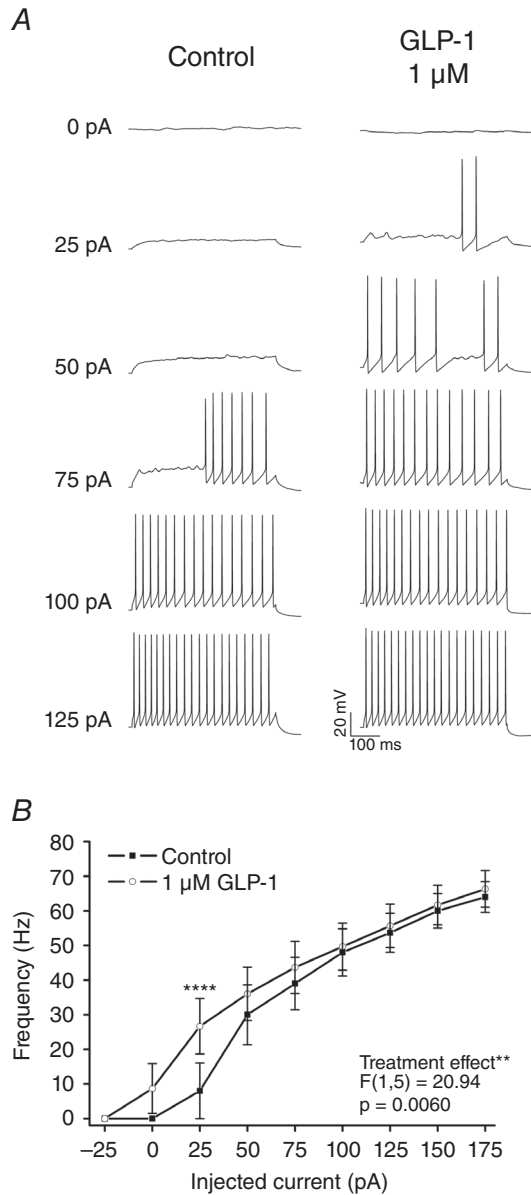 A
Control
GLP-1
1 µM
0 pA
25 pA
50 pA
75 pA
100 pA
125 pA
20 mV
100 ms
B
80
70
60
50
40
30
20
10
0
Frequency (Hz)
Control
1 µM GLP-1
****
Treatment effect**
F(1,5) = 20.94
p = 0.0060
−25 0 25 50 75 100 125 150 175
Injected current (pA)